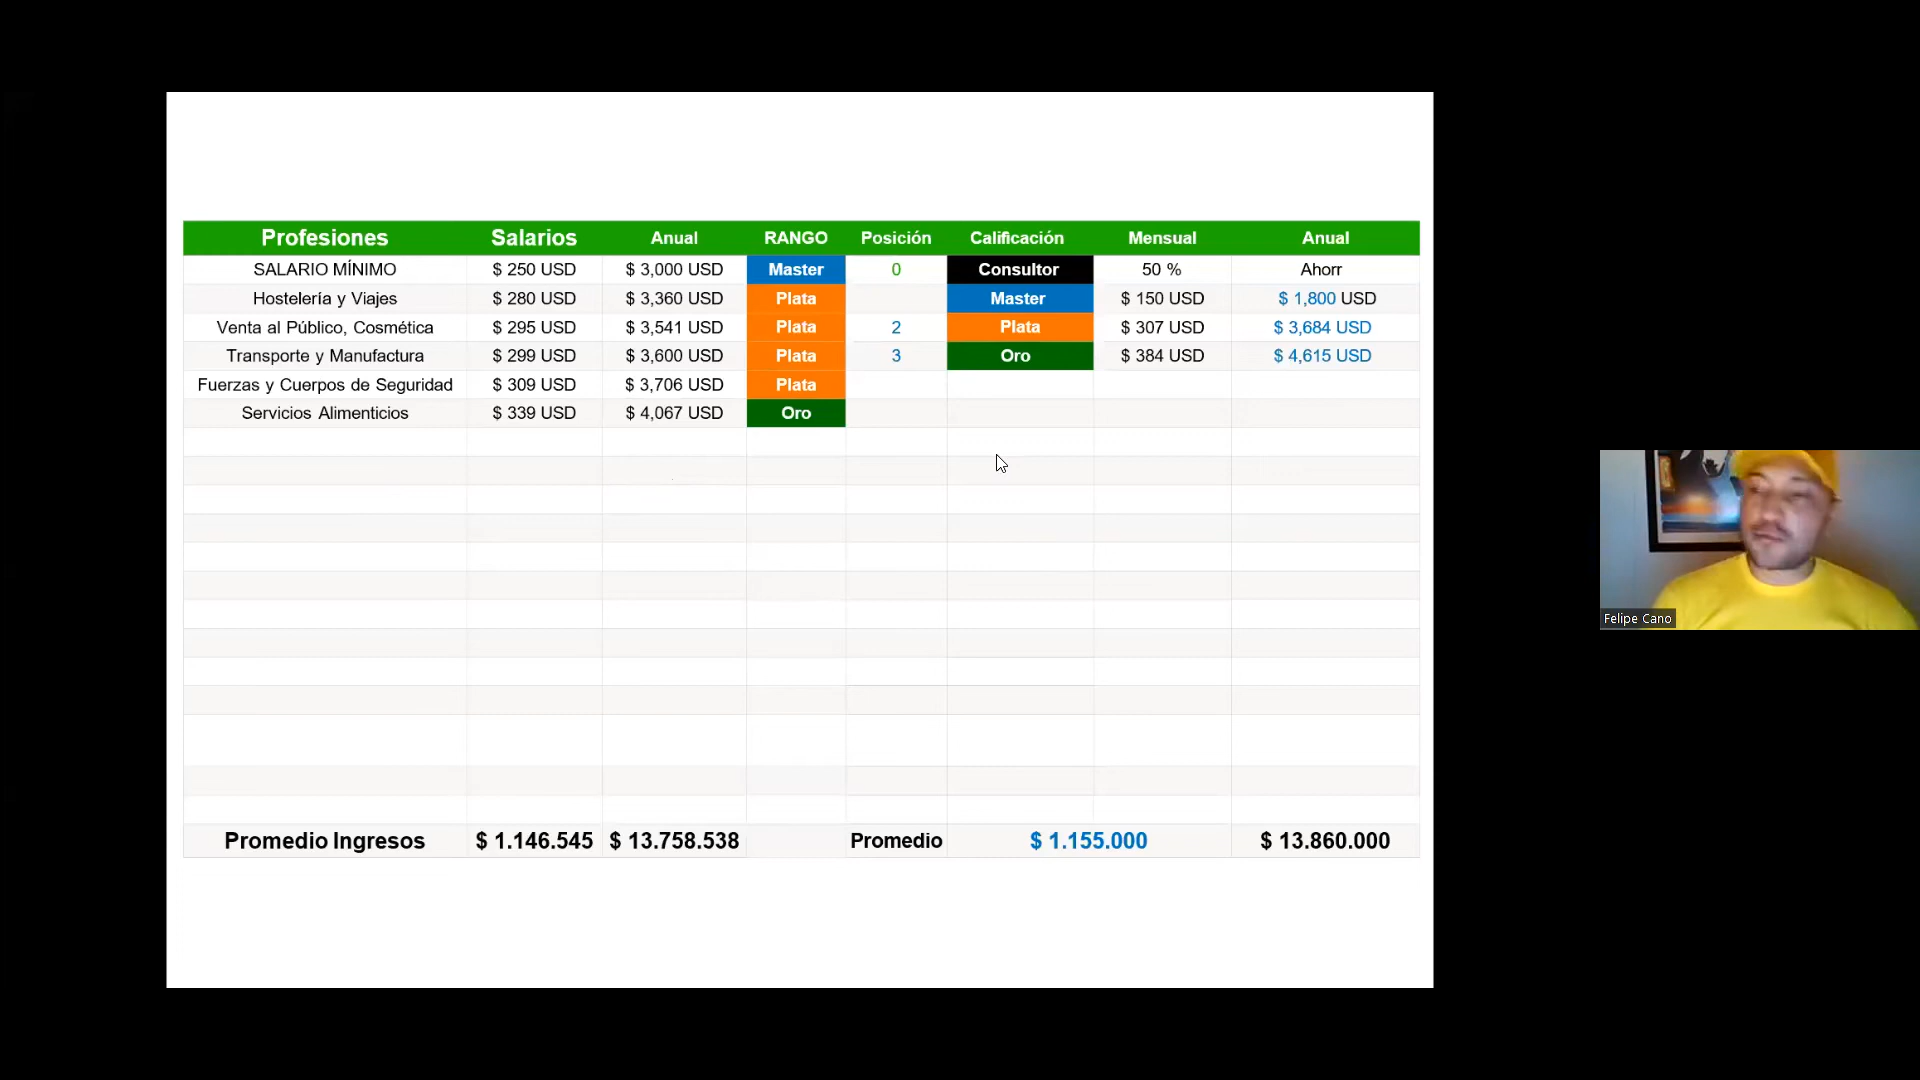 Profesiones Salarios Anual RANGO Posición Calificación Mensual Anual
SALARIO MÍNIMO $ 250 USD $ 3,000 USD Master 0 Consultor 50 % Ahorr
Hostelería y Viajes $ 280 USD $ 3,360 USD Plata Master $ 150 USD $ 1,800 USD
Venta al Público, Cosmética $ 295 USD $ 3,541 USD Plata 2 Plata $ 307 USD $ 3,684 USD
Transporte y Manufactura $ 299 USD $ 3,600 USD Plata 3 Oro $ 384 USD $ 4,615 USD
Fuerzas y Cuerpos de Seguridad $ 309 USD $ 3,706 USD Plata
Servicios Alimenticios $ 339 USD $ 4,067 USD Oro
Promedio Ingresos $ 1.146.545 $ 13.758.538 Promedio $ 1.155.000 $ 13.860.000
Felipe Cano